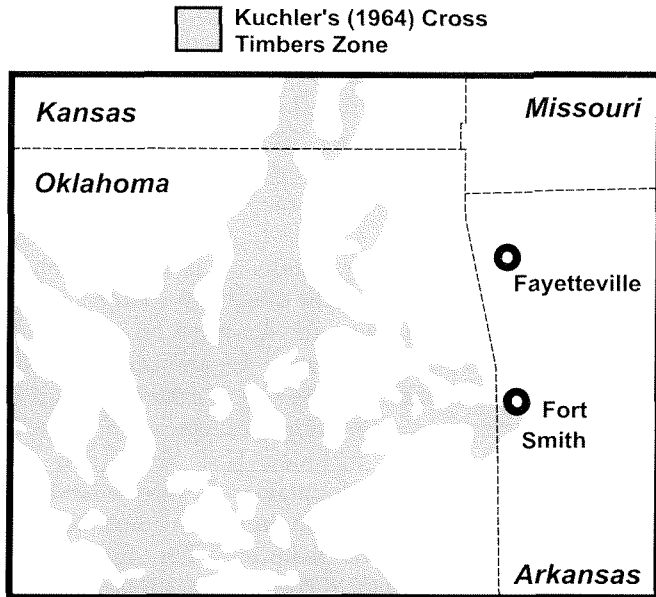 Kuchler's (1964) Cross
Timbers Zone
Kansas
Missouri
Oklahoma
Fayetteville
Fort
Smith
Arkansas